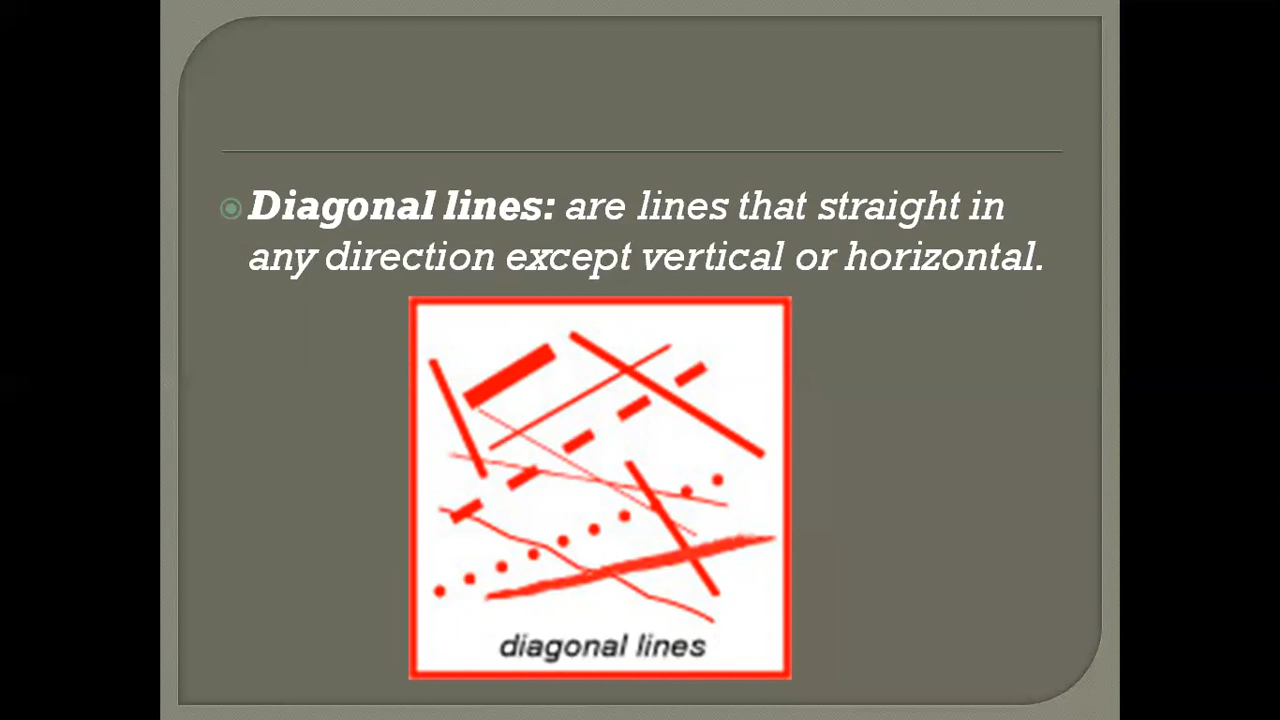 Diagonal lines: are lines that straight in
any direction except vertical or horizontal.
diagonal lines